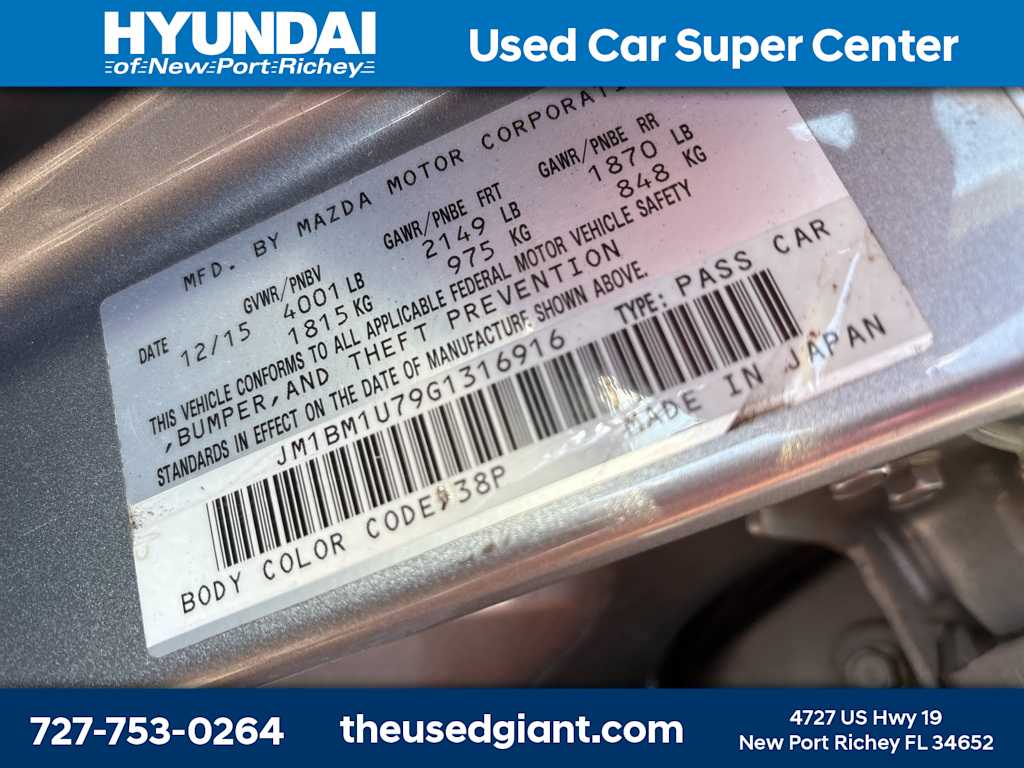 HYUNDAI
of New Port Richey
Used Car Super Center
MFD. BY MAZDA MOTOR
DATE GVWR/PNBV GAWR/PNBE FRT GAWR/PNBE RR
12/15 4001 LB 2149 LB 1870 LB
1815 KG 975 KG 848 KG
THIS VEHICLE CONFORMS TO ALL APPLICABLE FEDERAL MOTOR VEHICLE SAFETY
,BUMPER,AND THEFT PREVENTION
STANDARDS IN EFFECT ON THE DATE OF MANUFACTURE SHOWN ABOVE.
JM1BM1U79G1316916 TYPE: PASS CAR
MADE IN JAPAN
BODY COLOR CODE 38P
727-753-0264
theusedgiant.com
4727 US Hwy 19
New Port Richey FL 34652